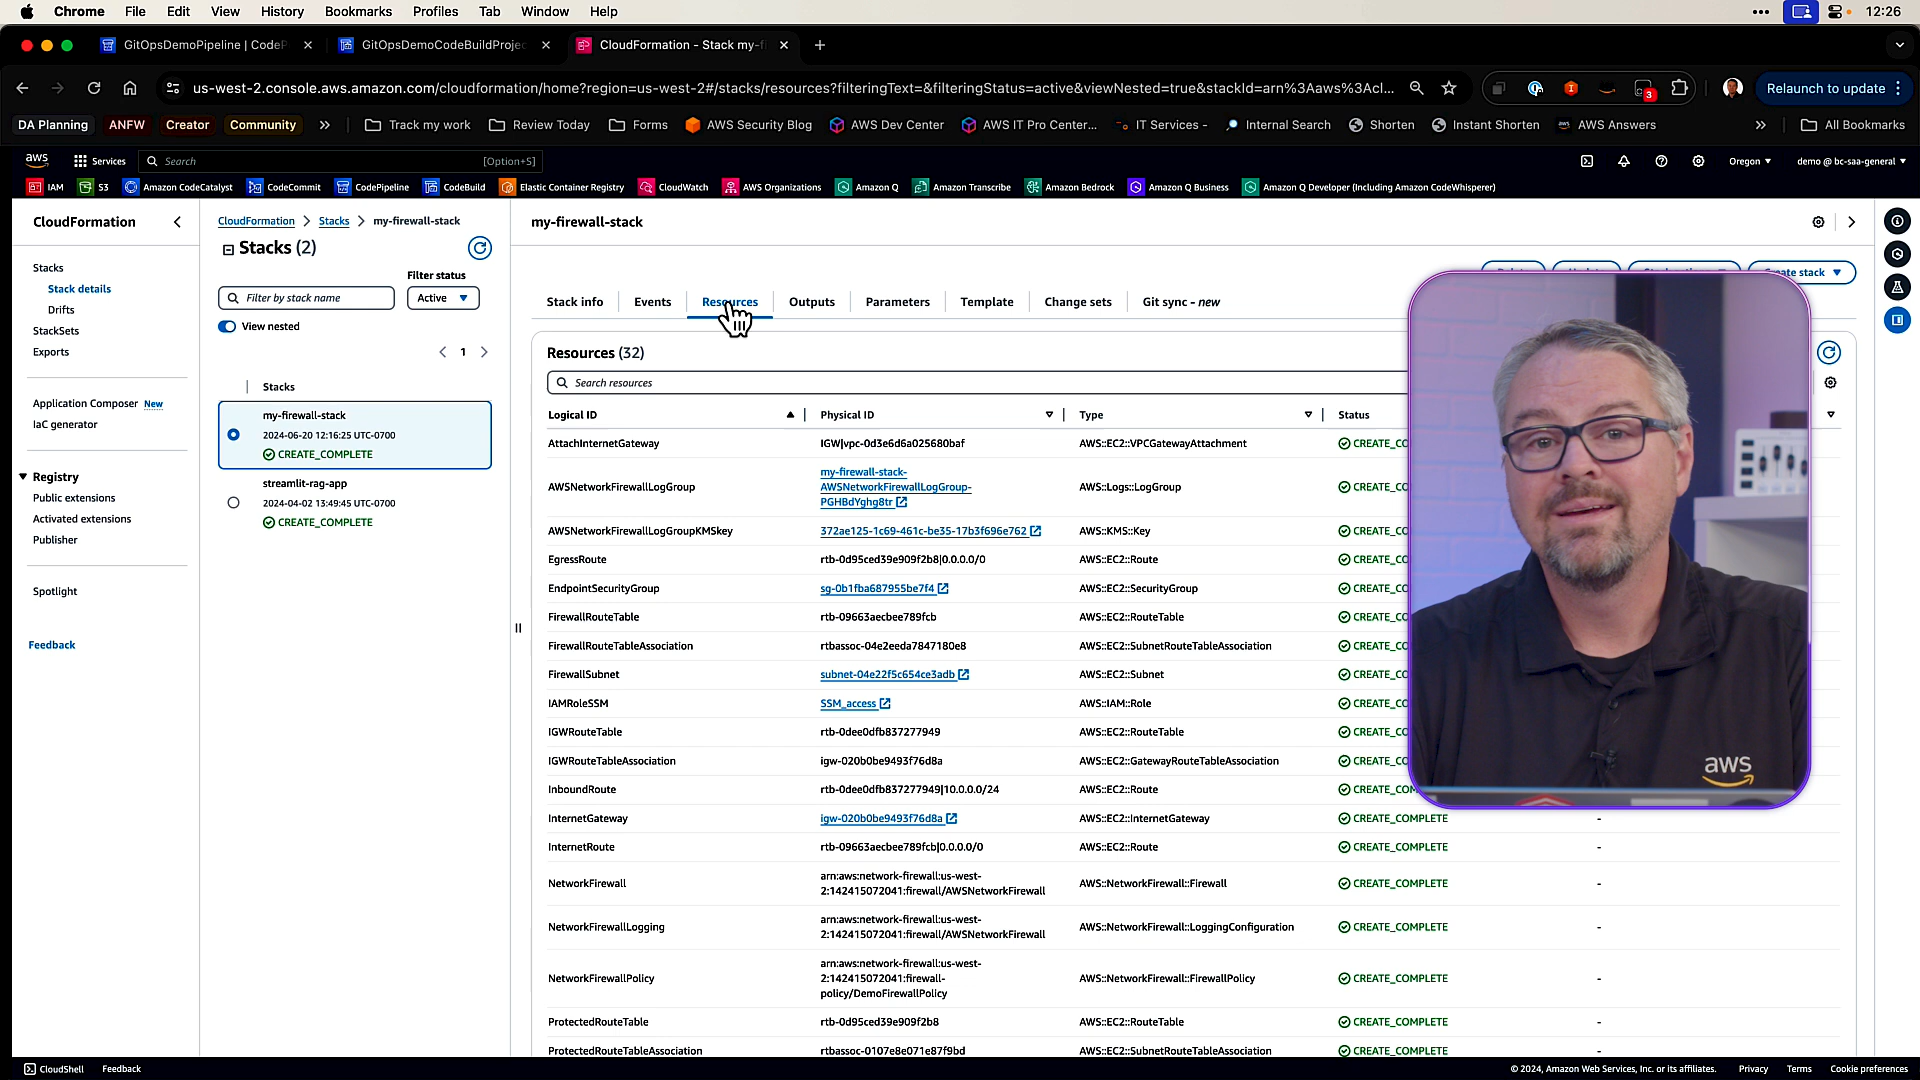 Chrome File Edit View History Bookmarks Profiles Tab Window Help 12:26
GitOpsDemoPipeline | CodeP
GitOpsDemoCodeBuildProje
CloudFormation - Stack my-fi
us-west-2.console.aws.amazon.com/cloudformation/home?region=us-west-2#/stacks/resources?filteringText=&filteringStatus=active&viewNested=true&stackId=arn%3Aaws%3Acl...
3
Relaunch to update
DA Planning ANFW Creator Community » Track my work Review Today Forms AWS Security Blog AWS Dev Center AWS IT Pro Center... IT Services - Internal Search Shorten Instant Shorten AWS Answers » All Bookmarks
aws Services Search [Option+S] Oregon ▼ demo @ bc-saa-general ▼
IAM S3 Amazon CodeCatalyst CodeCommit CodePipeline CodeBuild Elastic Container Registry CloudWatch AWS Organizations Amazon Q Amazon Transcribe Amazon Bedrock Amazon Q Business Amazon Q Developer (Including Amazon CodeWhisperer)
CloudFormation
Stacks
Stack details
Drifts
StackSets
Exports
Application Composer New
IaC generator
Registry
Public extensions
Activated extensions
Publisher
Spotlight
Feedback
CloudFormation > Stacks > my-firewall-stack
Stacks (2)
Filter status
Filter by stack name
Active
View nested
1
Stacks
my-firewall-stack
2024-06-20 12:16:25 UTC-0700
CREATE_COMPLETE
streamlit-rag-app
2024-04-02 13:49:45 UTC-0700
CREATE_COMPLETE
my-firewall-stack
Create stack
Stack info Events Resources Outputs Parameters Template Change sets Git sync - new
Resources (32)
Search resources
Logical ID Physical ID Type Status
AttachInternetGateway IGW|vpc-0d3e6d6a025680baf AWS::EC2::VPCGatewayAttachment CREATE_CO
my-firewall-stack-
AWSNetworkFirewallLogGroup AWSNetworkFirewallLogGroup- AWS::Logs::LogGroup CREATE_CO
PGHBdYghg8tr
AWSNetworkFirewallLogGroupKMSkey 372ae125-1c69-461c-be35-17b3f696e762 AWS::KMS::Key CREATE_CO
EgressRoute rtb-0d95ced39e909f2b8|0.0.0.0/0 AWS::EC2::Route CREATE_CO
EndpointSecurityGroup sg-0b1fba687955be7f4 AWS::EC2::SecurityGroup CREATE_CO
FirewallRouteTable rtb-09663aecbee789fcb AWS::EC2::RouteTable CREATE_CO
FirewallRouteTableAssociation rtbassoc-04e2eeda7847180e8 AWS::EC2::SubnetRouteTableAssociation CREATE_CO
FirewallSubnet subnet-04e22f5c654ce3adb AWS::EC2::Subnet CREATE_CO
IAMRoleSSM SSM_access AWS::IAM::Role CREATE_CO
IGWRouteTable rtb-0dee0dfb837277949 AWS::EC2::RouteTable CREATE_CO
IGWRouteTableAssociation igw-020b0be9493f76d8a AWS::EC2::GatewayRouteTableAssociation CREATE_CO
InboundRoute rtb-0dee0dfb837277949|10.0.0.0/24 AWS::EC2::Route CREATE_CO
InternetGateway igw-020b0be9493f76d8a AWS::EC2::InternetGateway CREATE_COMPLETE -
InternetRoute rtb-09663aecbee789fcb|0.0.0.0/0 AWS::EC2::Route CREATE_COMPLETE -
arn:aws:network-firewall:us-west-
NetworkFirewall AWS::NetworkFirewall::Firewall CREATE_COMPLETE -
2:142415072041:firewall/AWSNetworkFirewall
arn:aws:network-firewall:us-west-
NetworkFirewallLogging AWS::NetworkFirewall::LoggingConfiguration CREATE_COMPLETE -
2:142415072041:firewall/AWSNetworkFirewall
arn:aws:network-firewall:us-west-
NetworkFirewallPolicy 2:142415072041:firewall- AWS::NetworkFirewall::FirewallPolicy CREATE_COMPLETE -
policy/DemoFirewallPolicy
ProtectedRouteTable rtb-0d95ced39e909f2b8 AWS::EC2::RouteTable CREATE_COMPLETE -
ProtectedRouteTableAssociation rtbassoc-0107e8e071e87f9bd AWS::EC2::SubnetRouteTableAssociation CREATE_COMPLETE -
aws
CloudShell Feedback © 2024, Amazon Web Services, Inc. or its affiliates. Privacy Terms Cookie preferences